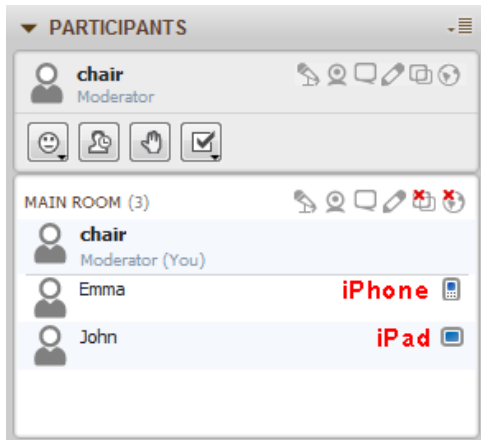 PARTICIPANTS
chair
Moderator
MAIN ROOM (3)
chair
Moderator (You)
Emma iPhone
John iPad